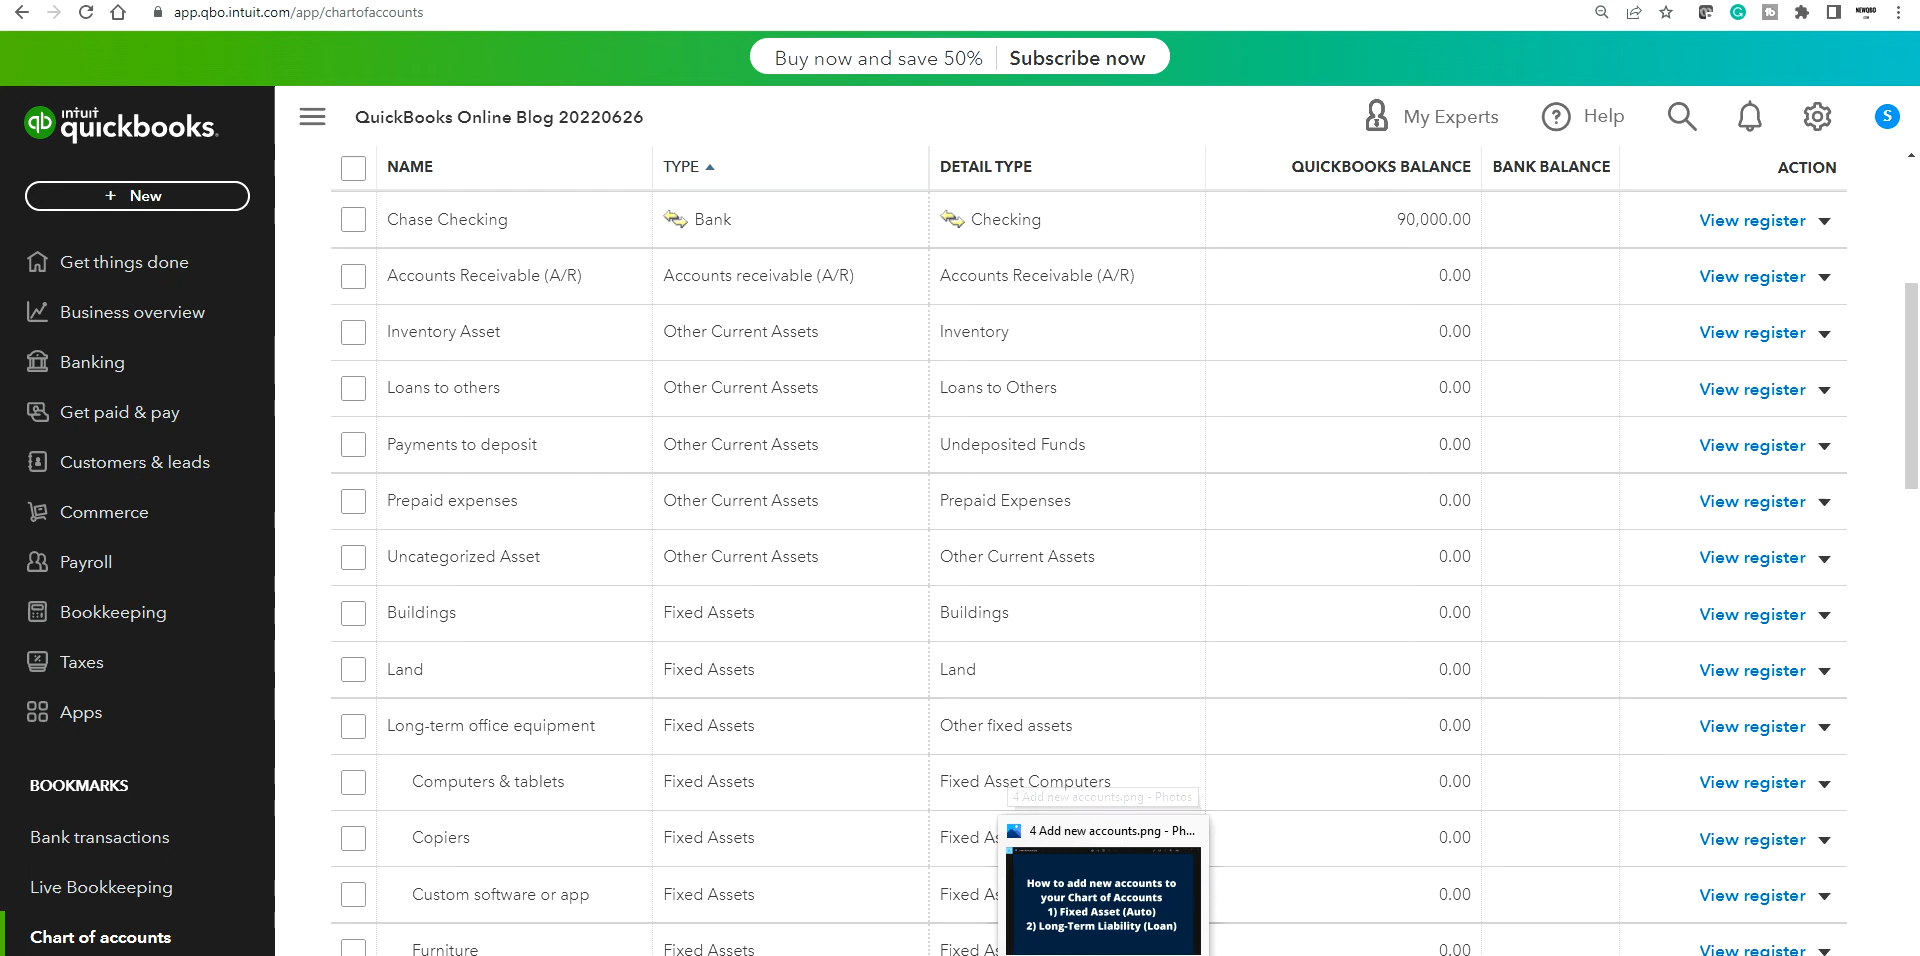 app.qbo.intuit.com/app/chartofaccounts
NEWQBO
Buy now and save 50% Subscribe now
intuit
quickbooks.
QuickBooks Online Blog 20220626
My Experts
Help
S
+ New
Get things done
Business overview
Banking
Get paid & pay
Customers & leads
Commerce
Payroll
Bookkeeping
Taxes
Apps
BOOKMARKS
Bank transactions
Live Bookkeeping
Chart of accounts
NAME TYPE DETAIL TYPE QUICKBOOKS BALANCE BANK BALANCE ACTION
Chase Checking Bank Checking 90,000.00 View register
Accounts Receivable (A/R) Accounts receivable (A/R) Accounts Receivable (A/R) 0.00 View register
Inventory Asset Other Current Assets Inventory 0.00 View register
Loans to others Other Current Assets Loans to Others 0.00 View register
Payments to deposit Other Current Assets Undeposited Funds 0.00 View register
Prepaid expenses Other Current Assets Prepaid Expenses 0.00 View register
Uncategorized Asset Other Current Assets Other Current Assets 0.00 View register
Buildings Fixed Assets Buildings 0.00 View register
Land Fixed Assets Land 0.00 View register
Long-term office equipment Fixed Assets Other fixed assets 0.00 View register
Computers & tablets Fixed Assets Fixed Asset Computers 0.00 View register
4 Add new accounts.png - Photos
Copiers Fixed Assets Fixed As 0.00 View register
Custom software or app Fixed Assets Fixed As 0.00 View register
Furniture Fixed Assets Fixed As 0.00 View register
4 Add new accounts.png - Ph...
How to add new accounts to
your Chart of Accounts
1) Fixed Asset (Auto)
2) Long-Term Liability (Loan)